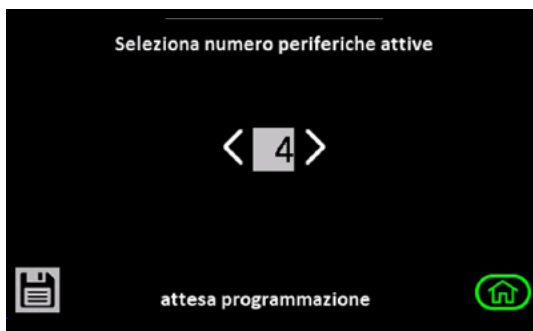 Seleziona numero periferiche attive
< 4 >
attesa programmazione